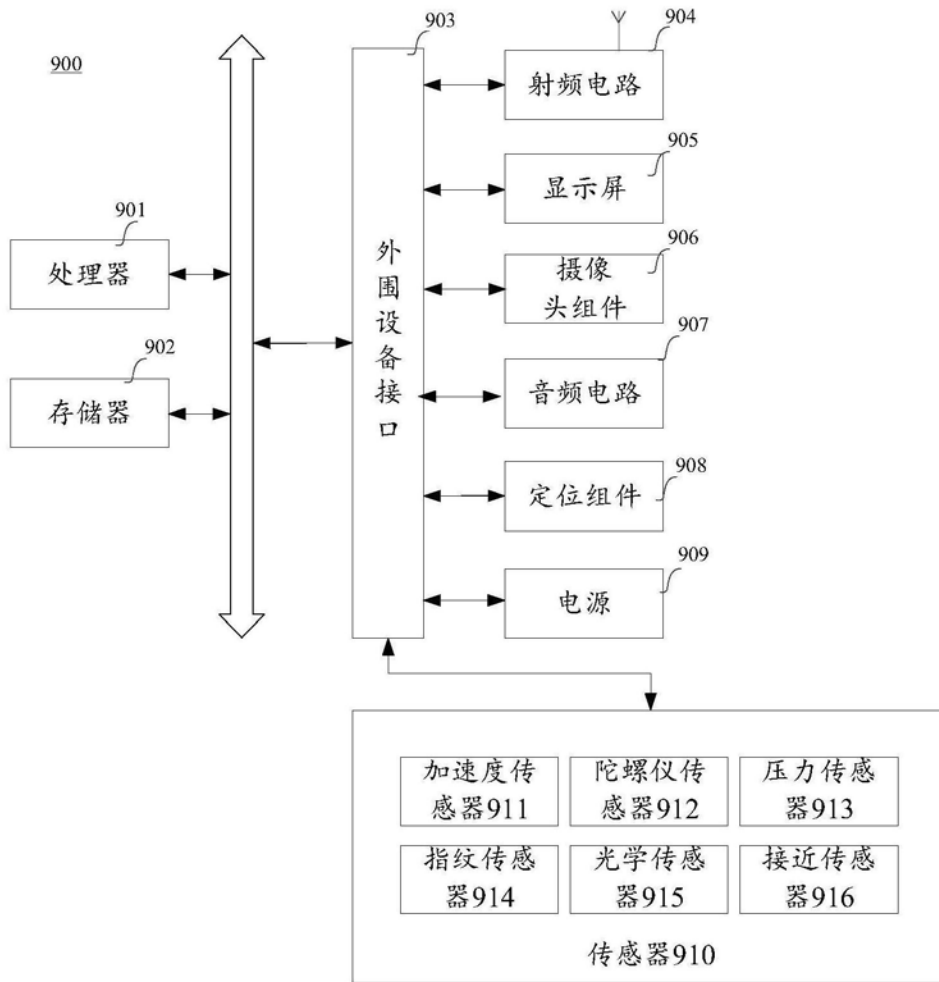 900
903
904
射频电路
905
显示屏
901
处理器
906
摄像
头组件
外
围
设
备
接
口
902
存储器
907
音频电路
908
定位组件
909
电源
加速度传
感器911
陀螺仪传
感器912
压力传感
器913
指纹传感
器914
光学传感
器915
接近传感
器916
传感器910